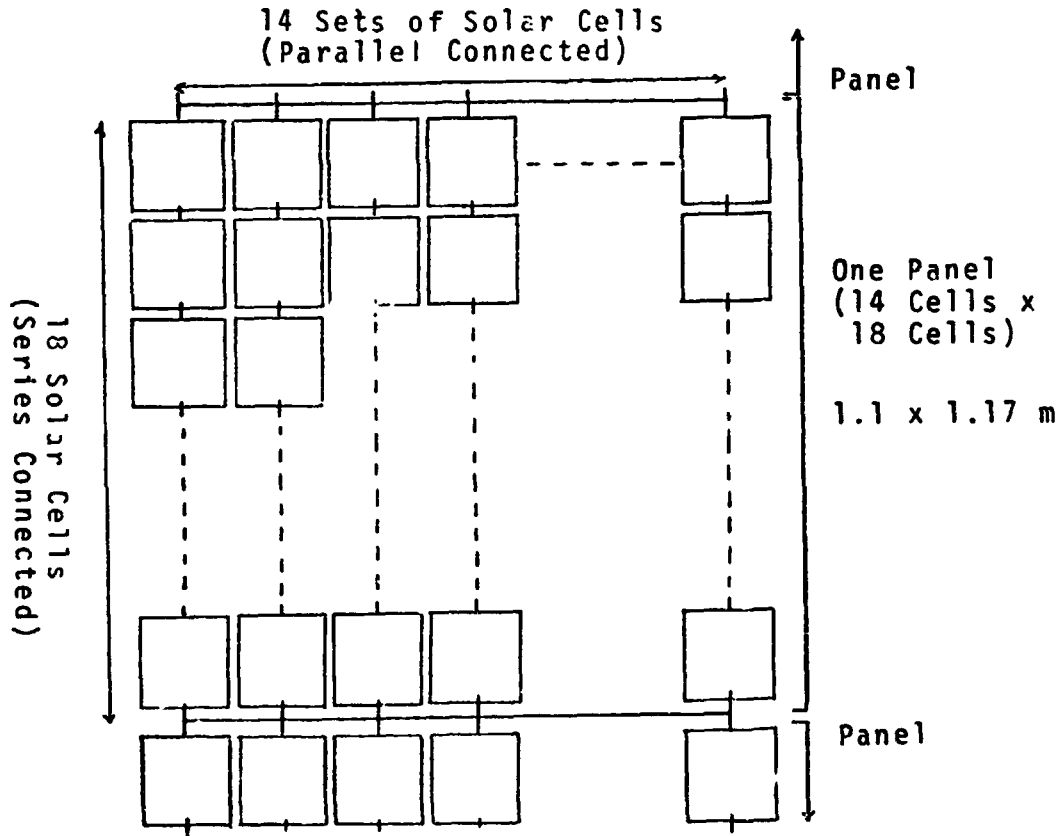 14 Sets of Solar Cells
(Parallel Connected)
Panel
18 Solar Cells
(Series Connected)
One Panel
(14 Cells x
18 Cells)
1.1 x 1.17 m
Panel